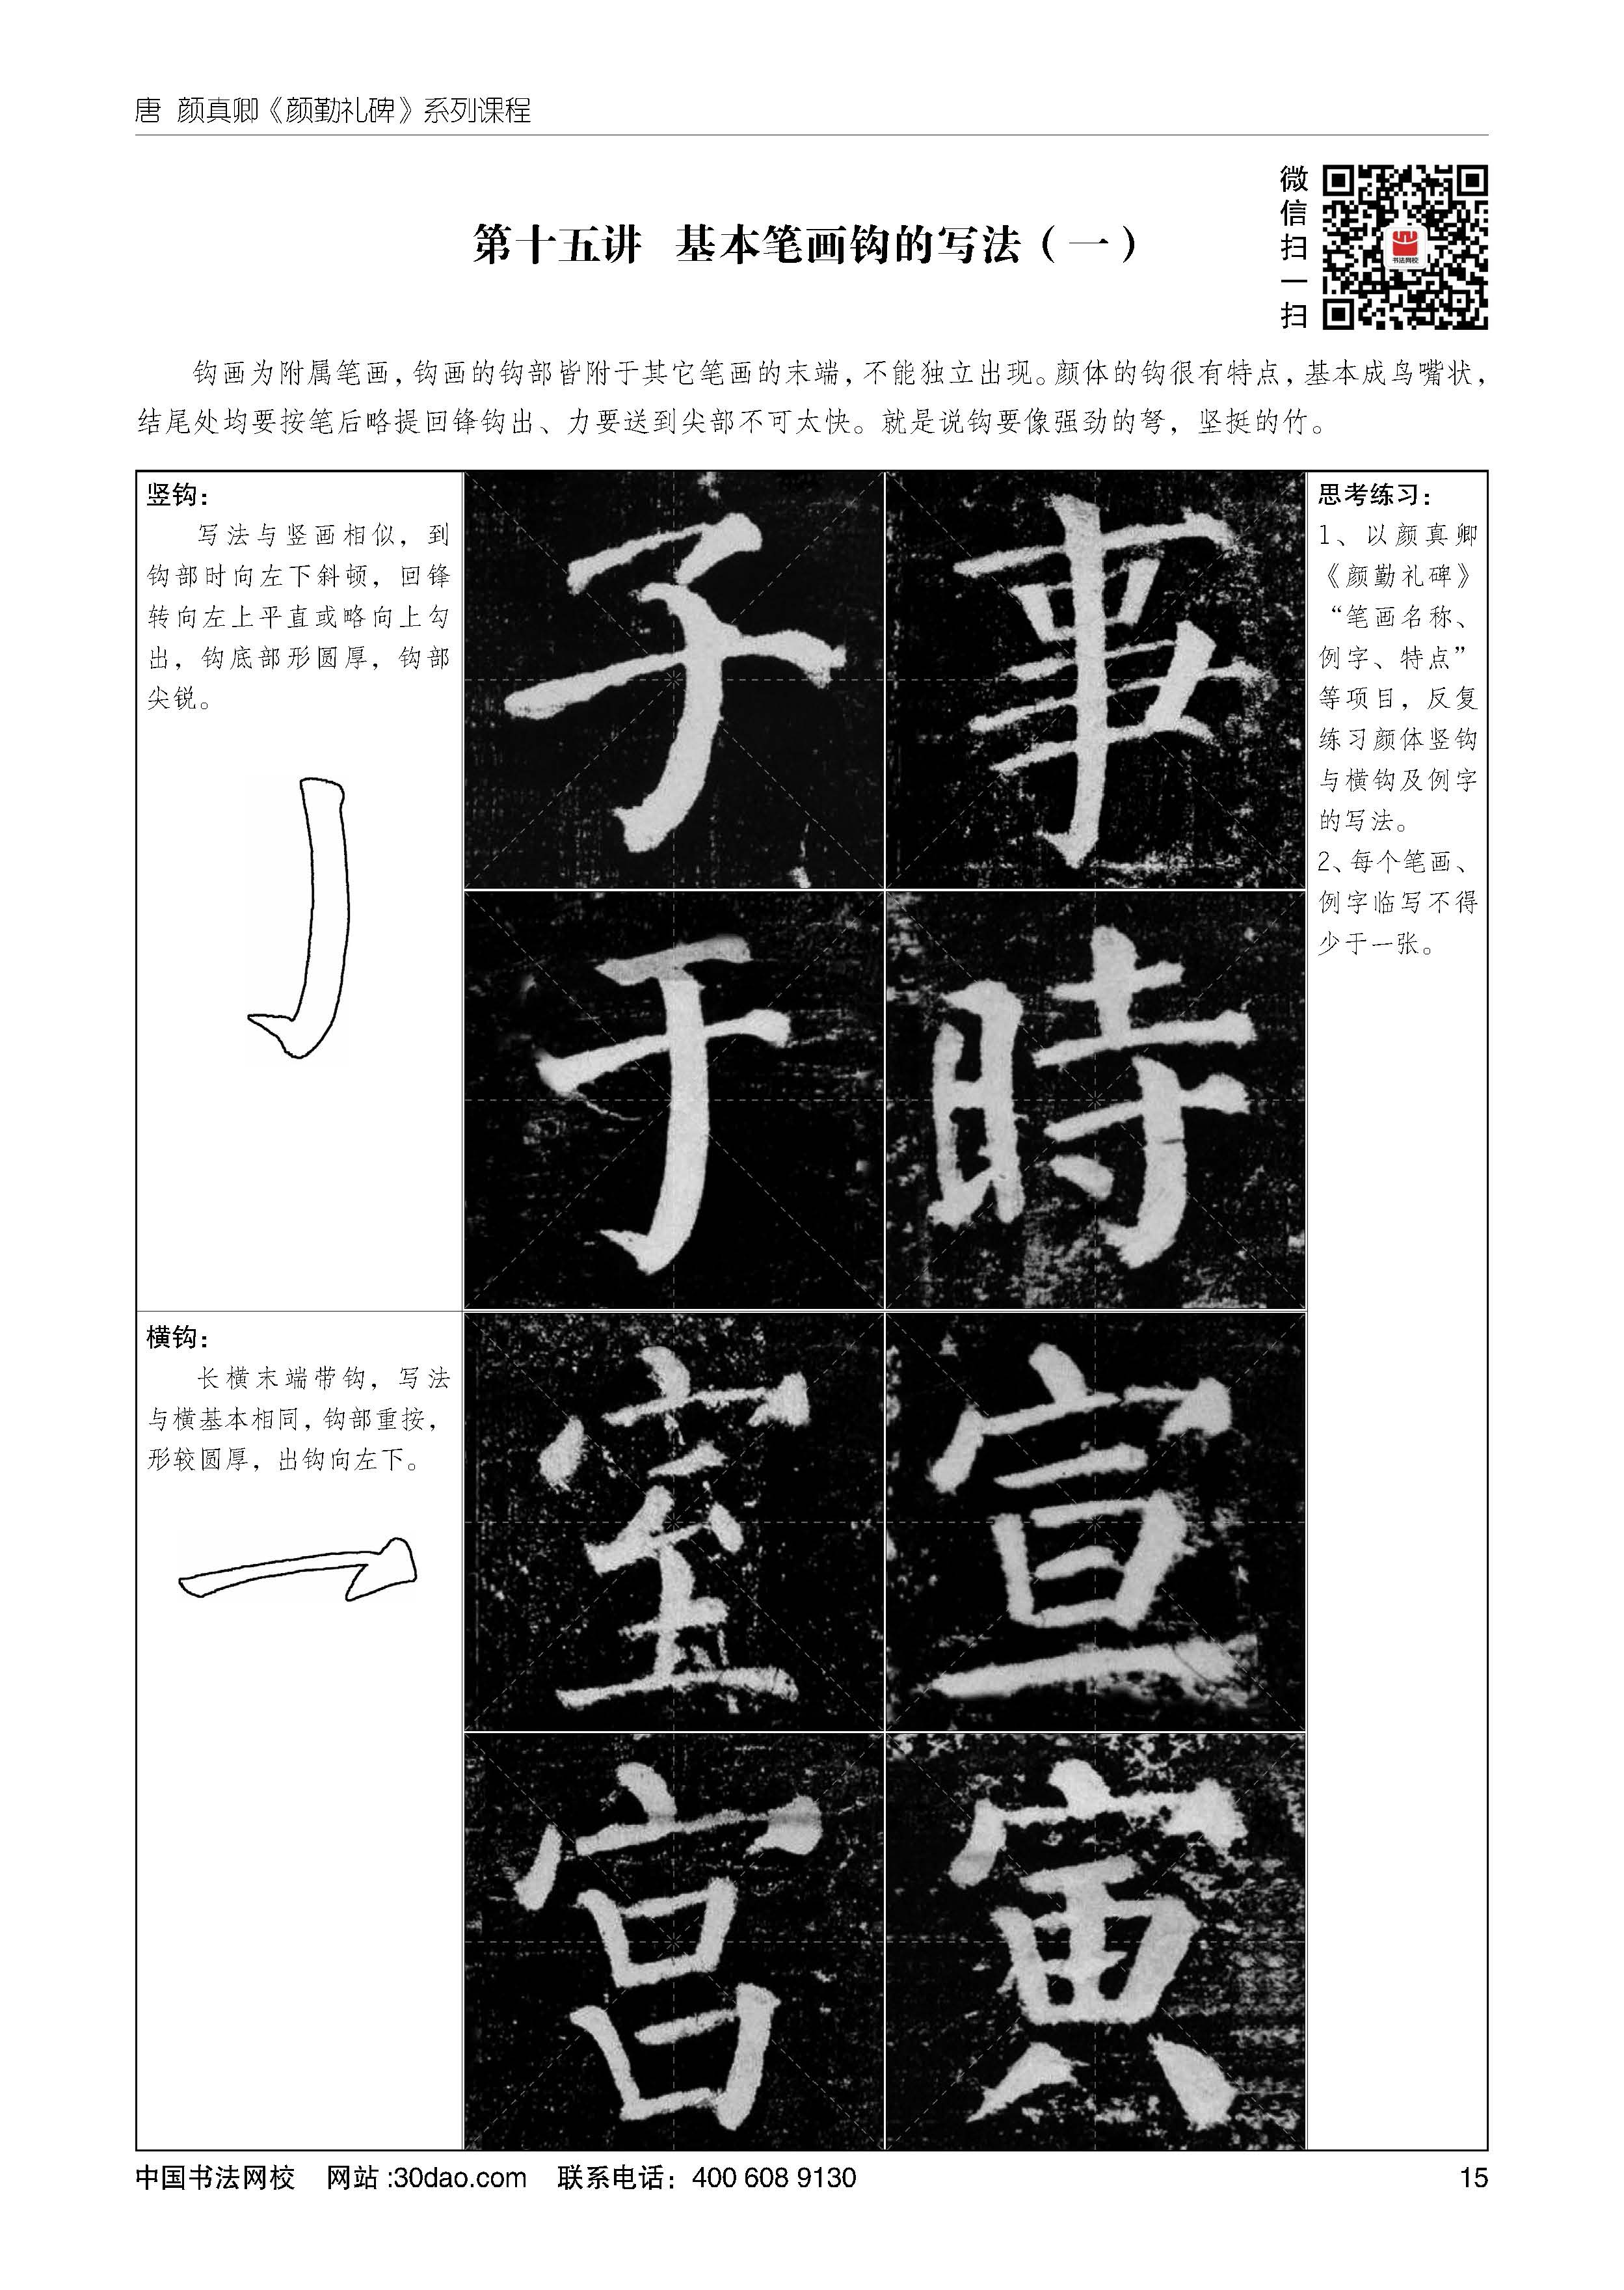 唐 颜真卿《颜勤礼碑》系列课程
微信扫一扫
书法网校
第十五讲 基本笔画钩的写法（一）
钩画为附属笔画，钩画的钩部皆附于其它笔画的末端，不能独立出现。颜体的钩很有特点，基本成鸟嘴状，
结尾处均要按笔后略提回锋钩出、力要送到尖部不可太快。就是说钩要像强劲的弩，坚挺的竹。
竖钩：
写法与竖画相似，到
钩部时向左下斜顿，回锋
转向左上平直或略向上勾
出，钩底部形圆厚，钩部
尖锐。
子 事
于 時
横钩：
长横末端带钩，写法
与横基本相同，钩部重按，
形较圆厚，出钩向左下。
室 宣
宫 寅
思考练习：
1、以颜真卿
《颜勤礼碑》
“笔画名称、
例字、特点”
等项目，反复
练习颜体竖钩
与横钩及例字
的写法。
2、每个笔画、
例字临写不得
少于一张。
中国书法网校 网站:30dao.com 联系电话：400 608 9130
15